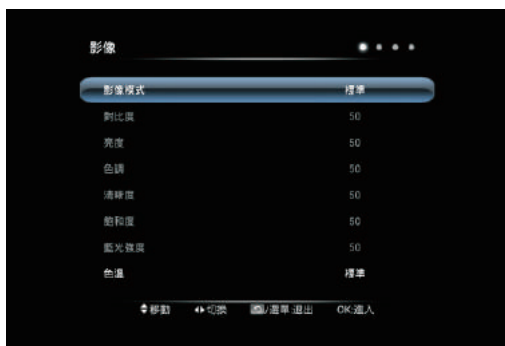 影像
影像模式 標準
對比度 50
亮度 50
色調 50
清晰度 50
飽和度 50
藍光強度 50
色溫 標準
移動 切換 /選單:退出 OK:進入